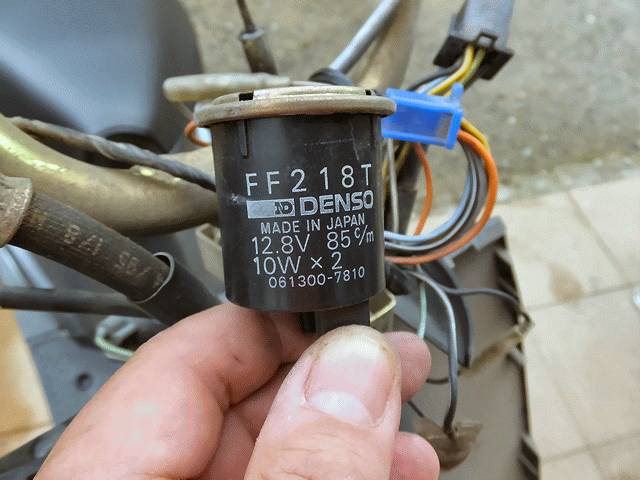 FF218T
ND DENSO
MADE IN JAPAN
12.8V 85c/m
10W × 2
061300-7810